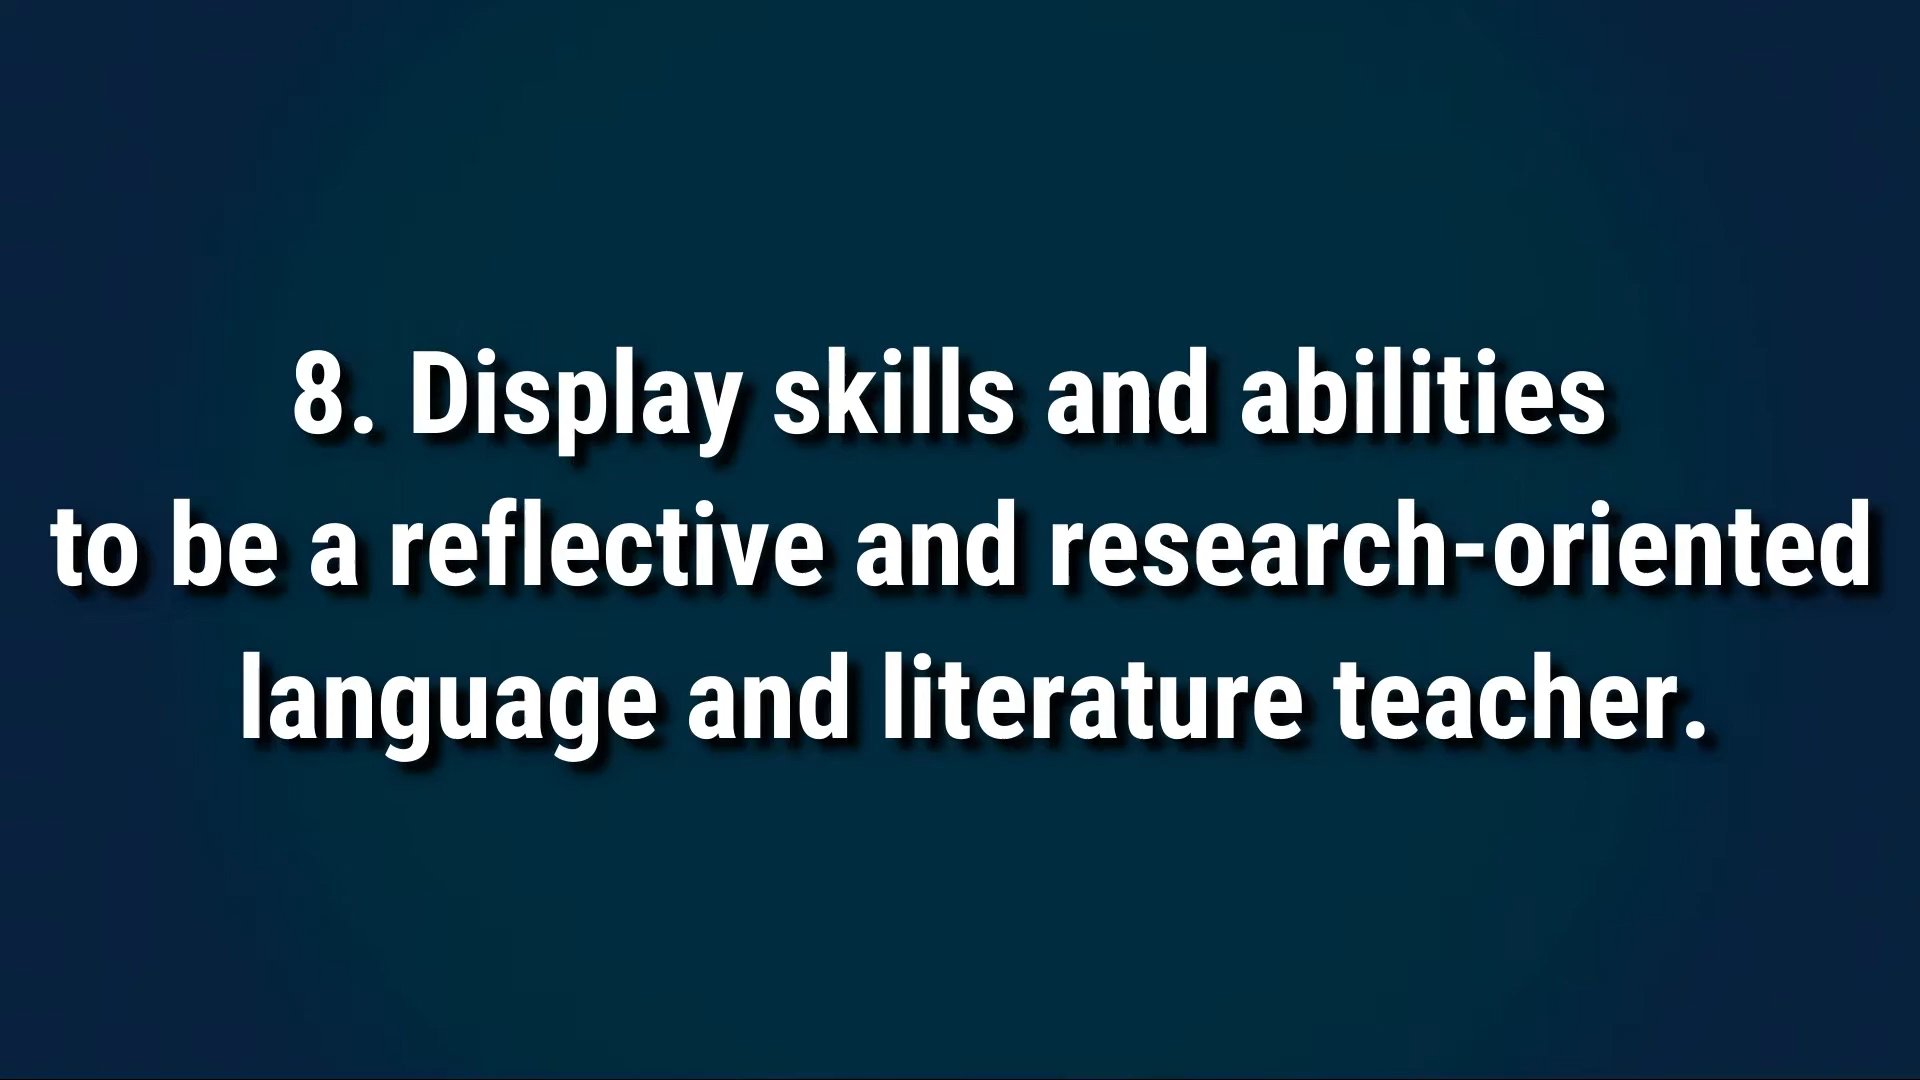 8. Display skills and abilities
to be a reflective and research-oriented
language and literature teacher.